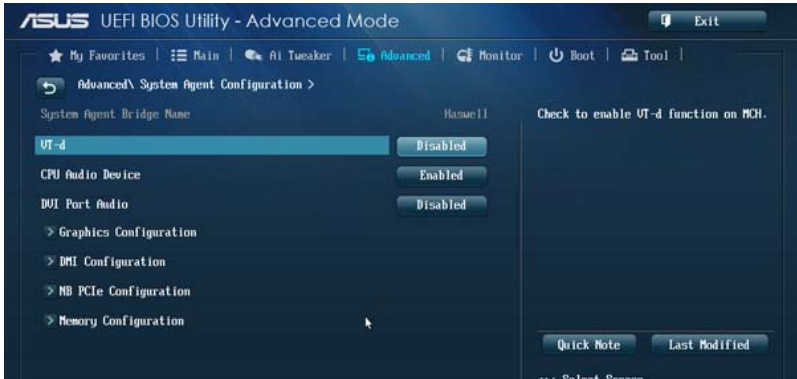 ASUS UEFI BIOS Utility - Advanced Mode
Exit
My Favorites | Main | Ai Tweaker | Advanced | Monitor | Boot | Tool |
Advanced\ System Agent Configuration >
System Agent Bridge Name Haswell
Check to enable VT-d function on MCH.
VT-d Disabled
CPU Audio Device Enabled
DVI Port Audio Disabled
> Graphics Configuration
> DMI Configuration
> NB PCIe Configuration
> Memory Configuration
Quick Note Last Modified